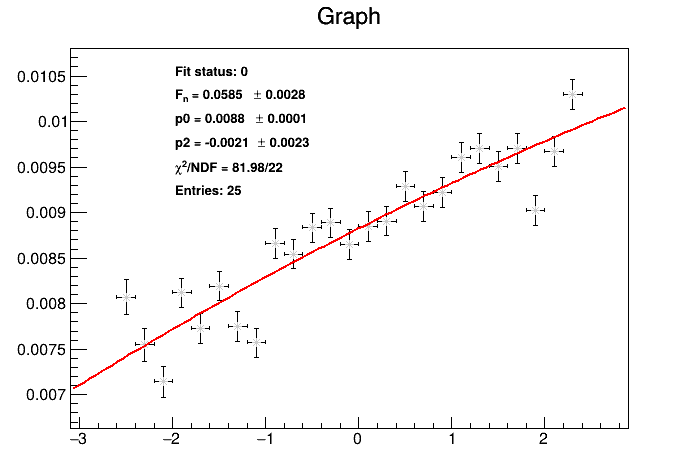 Graph
Fit status: 0
Fn = 0.0585 ± 0.0028
p0 = 0.0088 ± 0.0001
p2 = -0.0021 ± 0.0023
χ²/NDF = 81.98/22
Entries: 25
0.0105
0.01
0.0095
0.009
0.0085
0.008
0.0075
0.007
−3 −2 −1 0 1 2